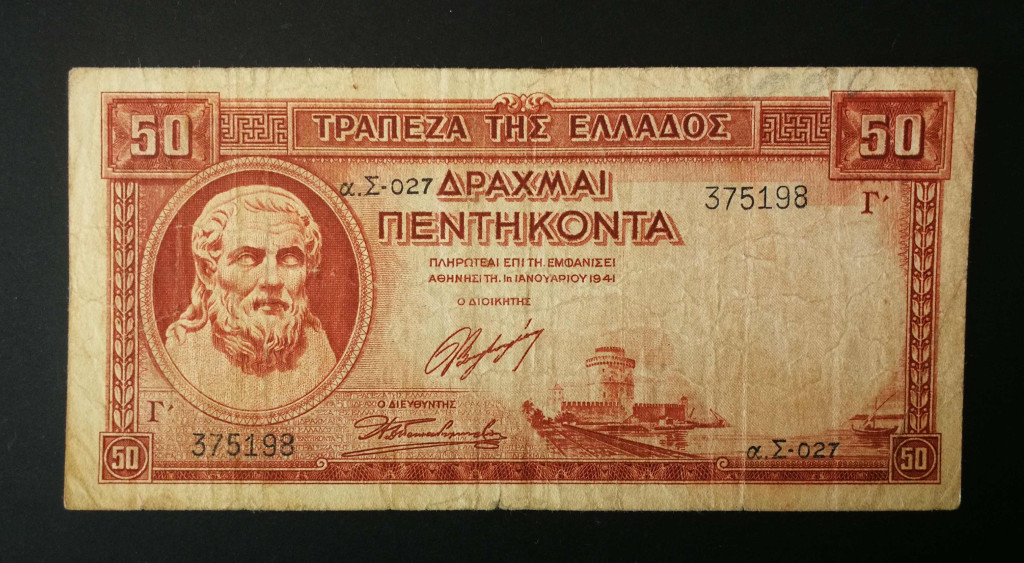 50 ΤΡΑΠΕΖΑ ΤΗΣ ΕΛΛΑΔΟΣ 50
α.Σ-027 ΔΡΑΧΜΑΙ 375198 Γ′
ΠΕΝΤΗΚΟΝΤΑ
ΠΛΗΡΩΤΕΑΙ ΕΠΙ ΤΗ ΕΜΦΑΝΙΣΕΙ
ΑΘΗΝΗΣΙ ΤΗ. 1η ΙΑΝΟΥΑΡΙΟΥ 1941
Ο ΔΙΟΙΚΗΤΗΣ
Γ′ Ο ΔΙΕΥΘΥΝΤΗΣ
375198 α.Σ-027
50 50